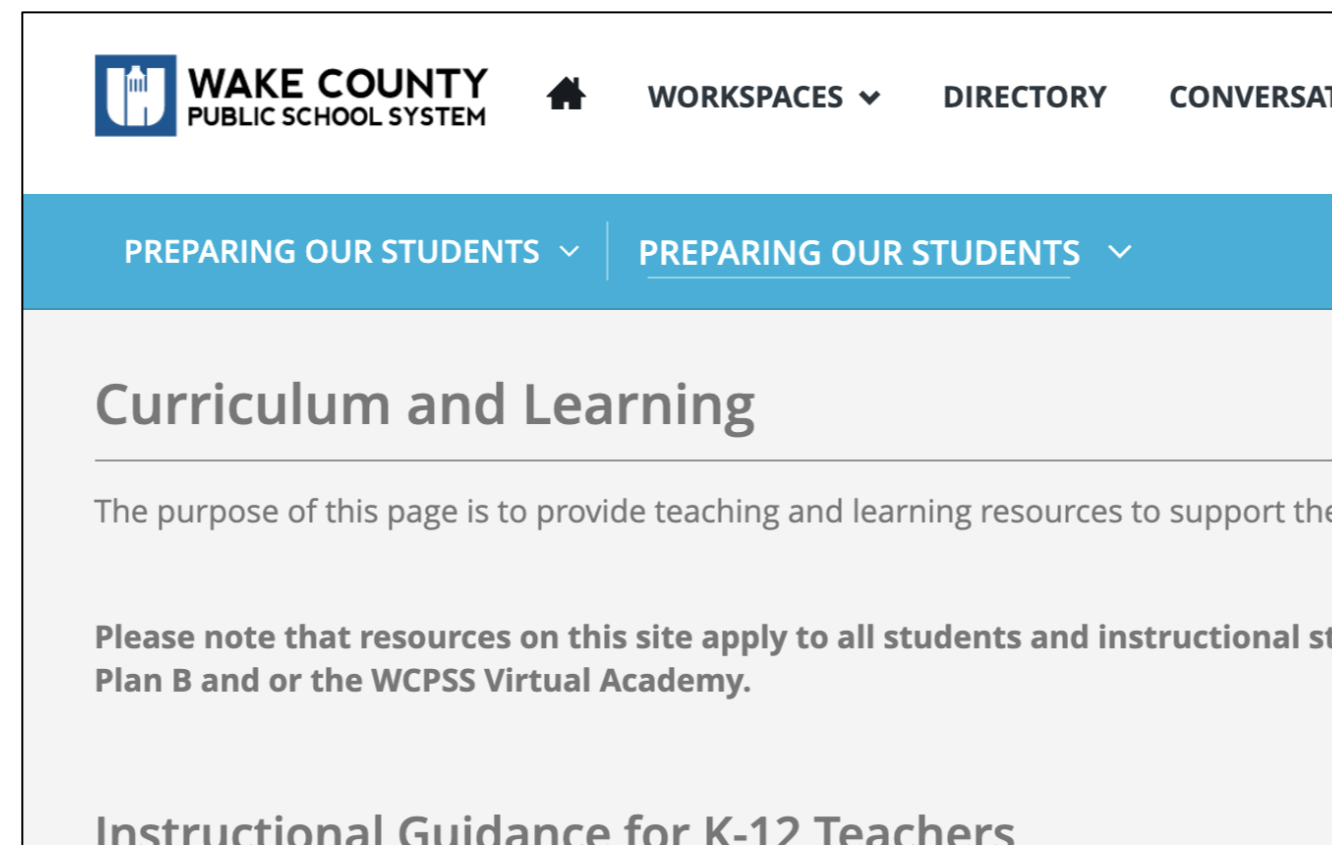 WAKE COUNTY
PUBLIC SCHOOL SYSTEM
WORKSPACES
DIRECTORY
CONVERSAT
PREPARING OUR STUDENTS
PREPARING OUR STUDENTS
Curriculum and Learning
The purpose of this page is to provide teaching and learning resources to support the
Please note that resources on this site apply to all students and instructional st
Plan B and or the WCPSS Virtual Academy.
Instructional Guidance for K-12 Teachers